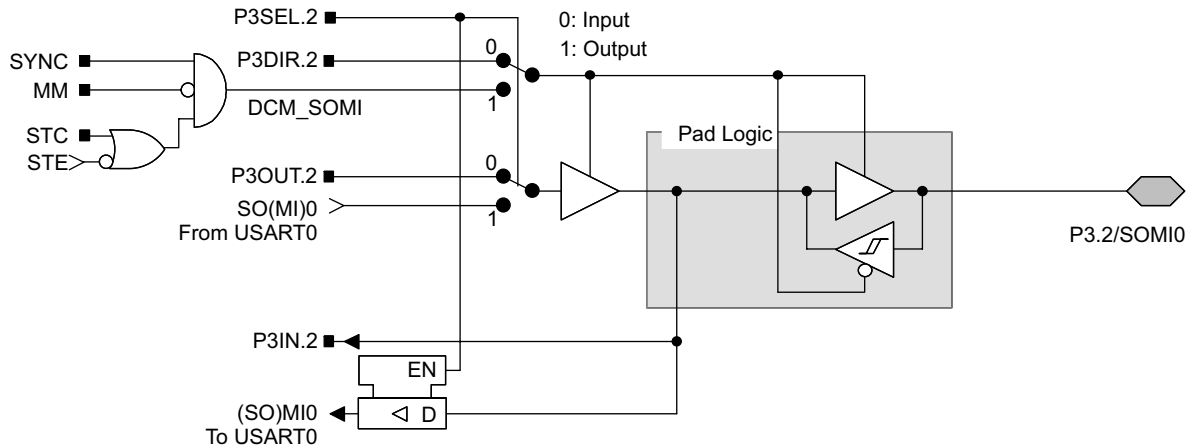 P3SEL.2
0: Input
1: Output
SYNC
P3DIR.2
0
MM
1
DCM_SOMI
STC
Pad Logic
STE
P3OUT.2
0
SO(MI)0
1
From USART0
P3.2/SOMI0
P3IN.2
EN
(SO)MI0
D
To USART0